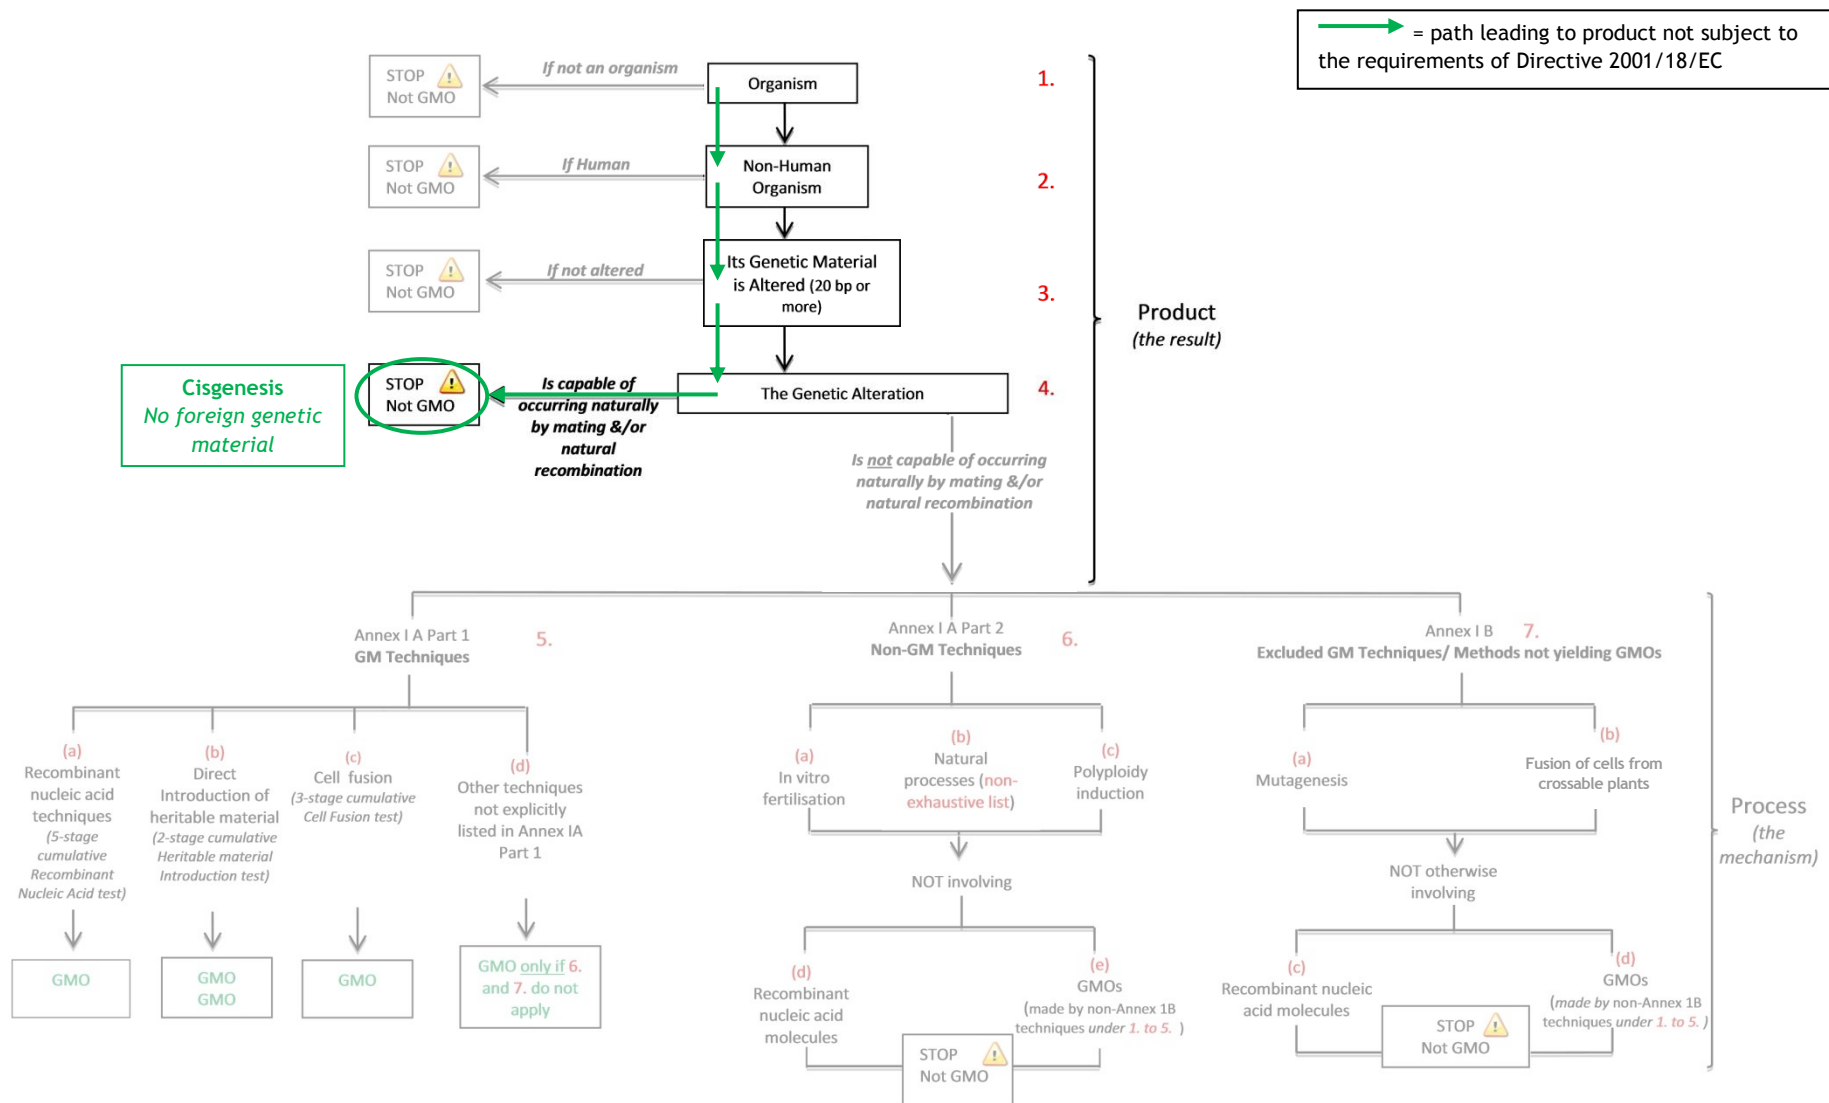 = path leading to product not subject to
the requirements of Directive 2001/18/EC
STOP
Not GMO
If not an organism
Organism
1.
STOP
Not GMO
If Human
Non-Human
Organism
2.
STOP
Not GMO
If not altered
Its Genetic Material
is Altered (20 bp or
more)
3.
Product
(the result)
Cisgenesis
No foreign genetic
material
STOP
Not GMO
Is capable of
occurring naturally
by mating &/or
natural
recombination
The Genetic Alteration
4.
Is not capable of occurring
naturally by mating &/or
natural recombination
Annex I A Part 1
GM Techniques
5.
Annex I A Part 2
Non-GM Techniques
6.
Annex I B
7.
Excluded GM Techniques/ Methods not yielding GMOs
(a)
Recombinant
nucleic acid
techniques
(5-stage
cumulative
Recombinant
Nucleic Acid test)
(b)
Direct
Introduction of
heritable material
(2-stage cumulative
Heritable material
Introduction test)
(c)
Cell fusion
(3-stage cumulative
Cell Fusion test)
(d)
Other techniques
not explicitly
listed in Annex IA
Part 1
(a)
In vitro
fertilisation
(b)
Natural
processes (non-
exhaustive list)
(c)
Polyploidy
induction
(a)
Mutagenesis
(b)
Fusion of cells from
crossable plants
Process
(the
mechanism)
NOT involving
NOT otherwise
involving
GMO
GMO
GMO
GMO
GMO only if 6.
and 7. do not
apply
(d)
Recombinant
nucleic acid
molecules
(e)
GMOs
(made by non-Annex 1B
techniques under 1. to 5. )
STOP
Not GMO
(c)
Recombinant nucleic
acid molecules
(d)
GMOs
(made by non-Annex 1B
techniques under 1. to 5. )
STOP
Not GMO